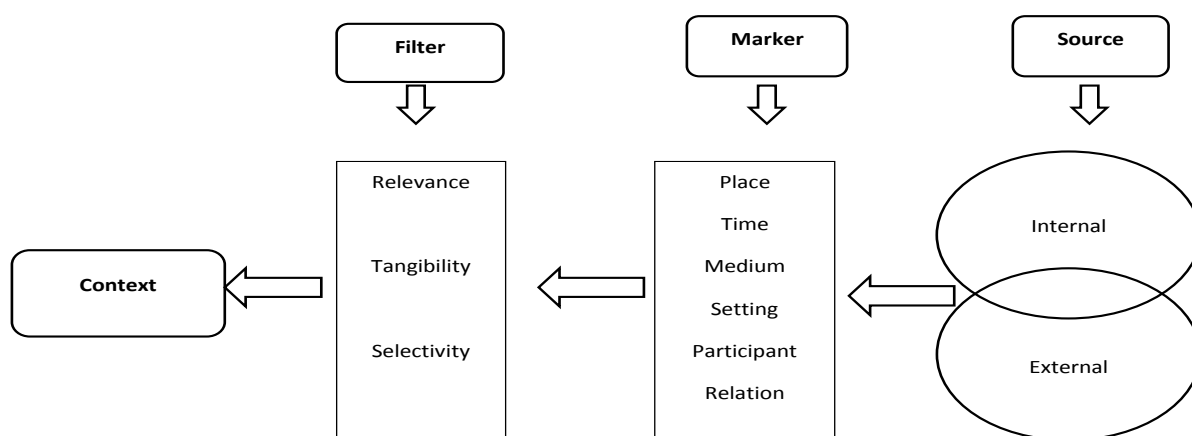 Filter
Marker
Source
Relevance
Tangibility
Selectivity
Place
Time
Medium
Setting
Participant
Relation
Internal
External
Context